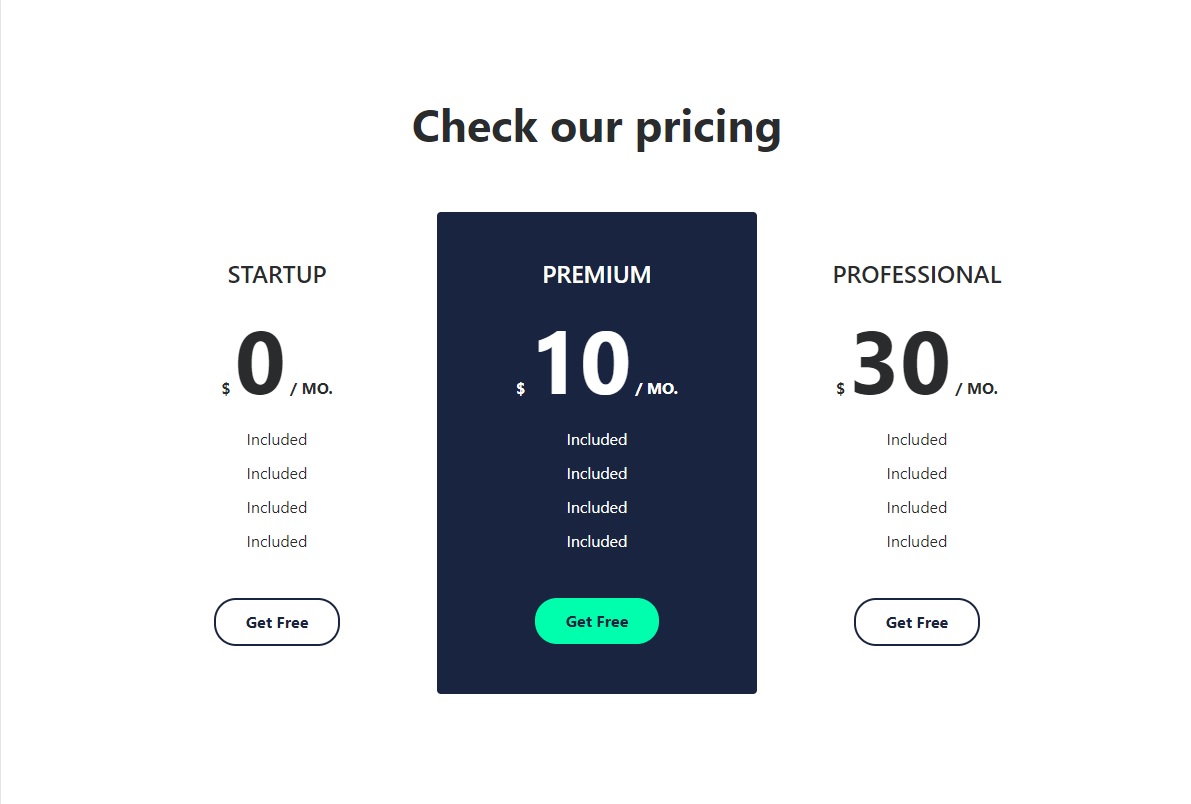 Check our pricing
STARTUP
$ 0 / MO.
Included
Included
Included
Included
Get Free
PREMIUM
$ 10 / MO.
Included
Included
Included
Included
Get Free
PROFESSIONAL
$ 30 / MO.
Included
Included
Included
Included
Get Free